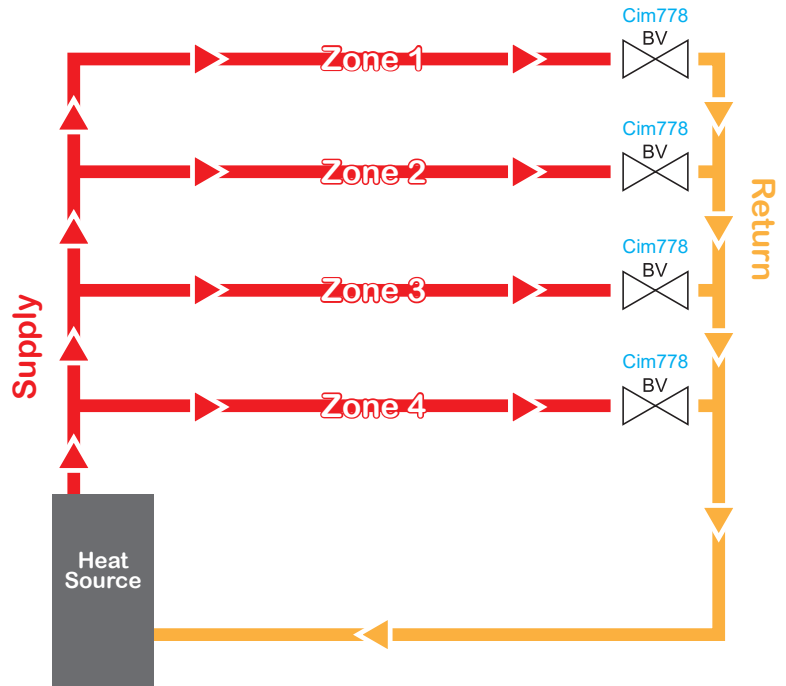 Cim778
BV
Zone 1
Cim778
BV
Zone 2
Return
Cim778
BV
Zone 3
Supply
Cim778
BV
Zone 4
Heat
Source